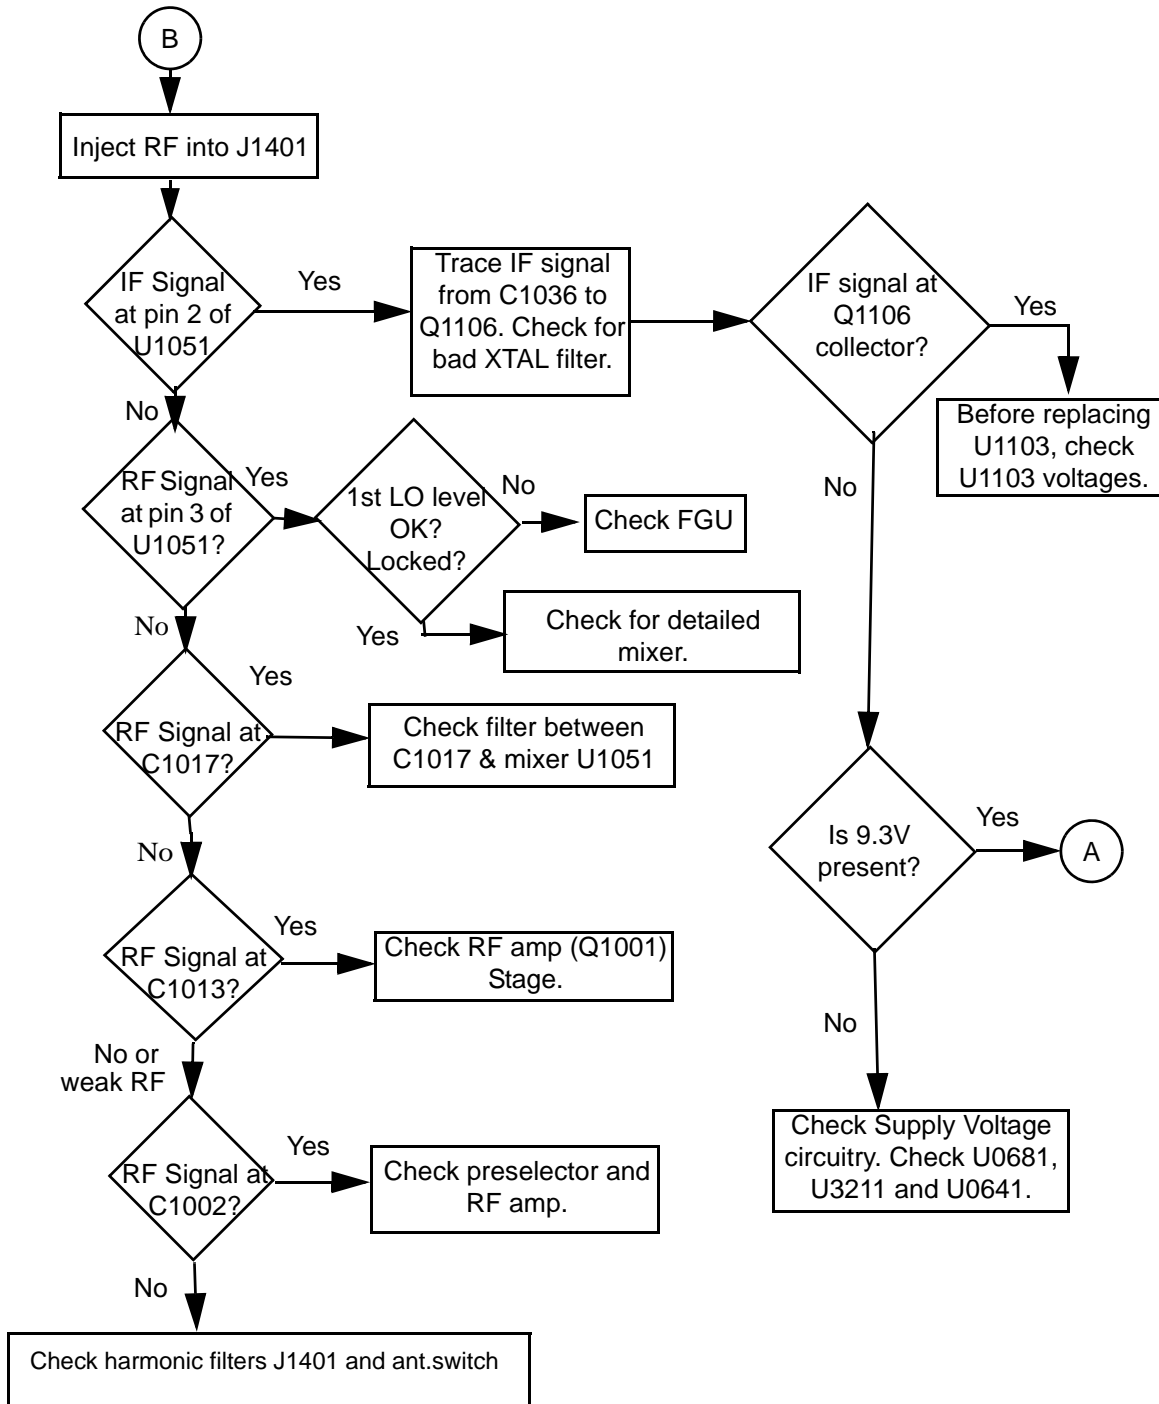 B
Inject RF into J1401
IF Signal
at pin 2 of
U1051
Yes
Trace IF signal
from C1036 to
Q1106. Check for
bad XTAL filter.
IF signal at
Q1106
collector?
Yes
Before replacing
U1103, check
U1103 voltages.
No
No
RF Signal
at pin 3 of
U1051?
Yes
1st LO level
OK?
Locked?
No
Check FGU
Yes
Check for detailed
mixer.
No
RF Signal at
C1017?
Yes
Check filter between
C1017 & mixer U1051
Is 9.3V
present?
Yes
A
No
RF Signal at
C1013?
Yes
Check RF amp (Q1001)
Stage.
No
Check Supply Voltage
circuitry. Check U0681,
U3211 and U0641.
No or
weak RF
RF Signal at
C1002?
Yes
Check preselector and
RF amp.
No
Check harmonic filters J1401 and ant.switch